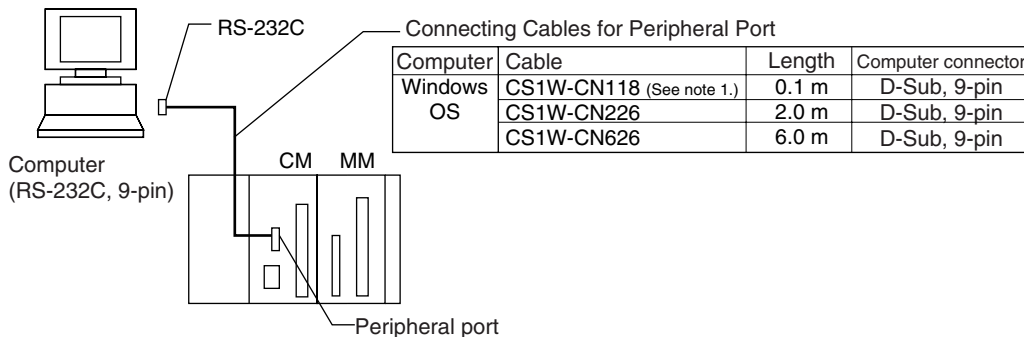 RS-232C
Connecting Cables for Peripheral Port
Computer Cable Length Computer connector
Windows OS CS1W-CN118 (See note 1.) 0.1 m D-Sub, 9-pin
CS1W-CN226 2.0 m D-Sub, 9-pin
CS1W-CN626 6.0 m D-Sub, 9-pin
Computer
(RS-232C, 9-pin)
CM MM
Peripheral port